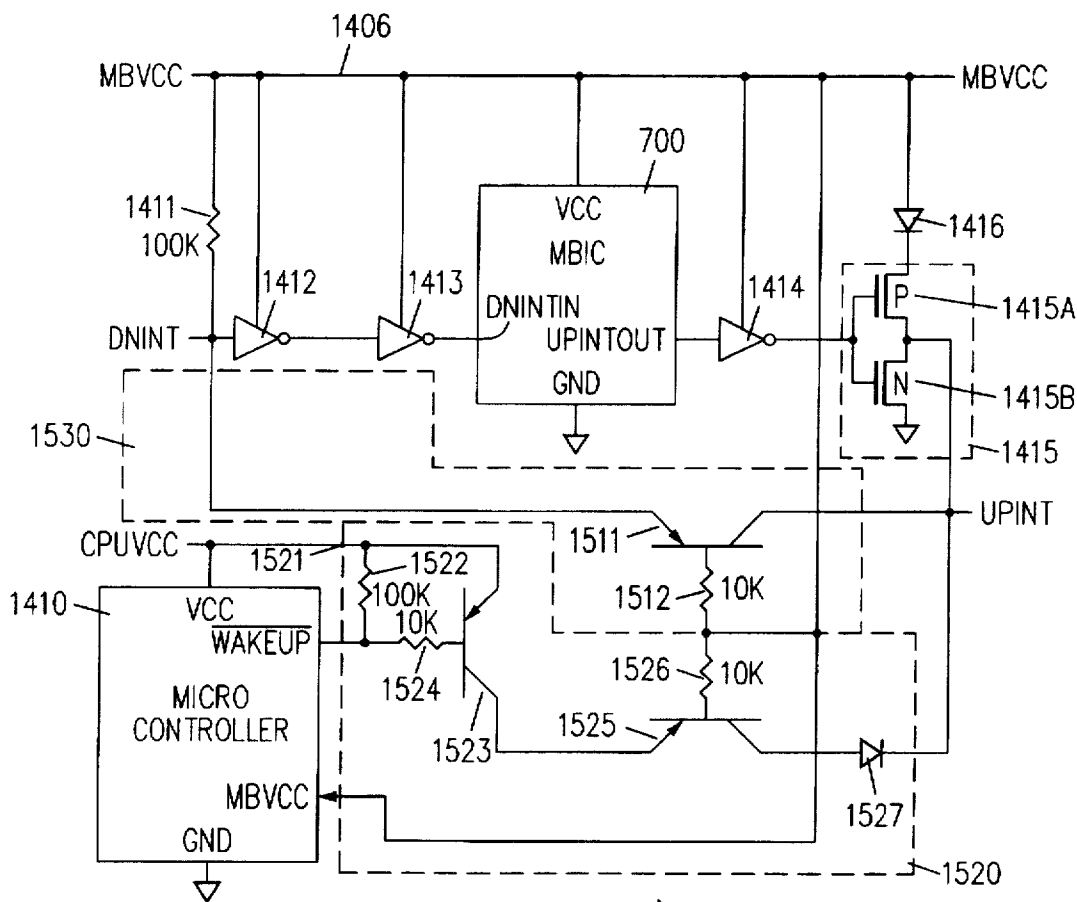 1406
MBVCC
MBVCC
700
1411
100K
VCC
MBIC
1416
1412
1413
DNINTIN
1414
P
1415A
DNINT
UPINTOUT
GND
N
1415B
1530
1415
1511
UPINT
CPUVCC
1521
1522
1512
10K
1410
VCC
100K
10K
WAKEUP
1524
1526
10K
MICRO
CONTROLLER
1523
1525
MBVCC
1527
GND
1520